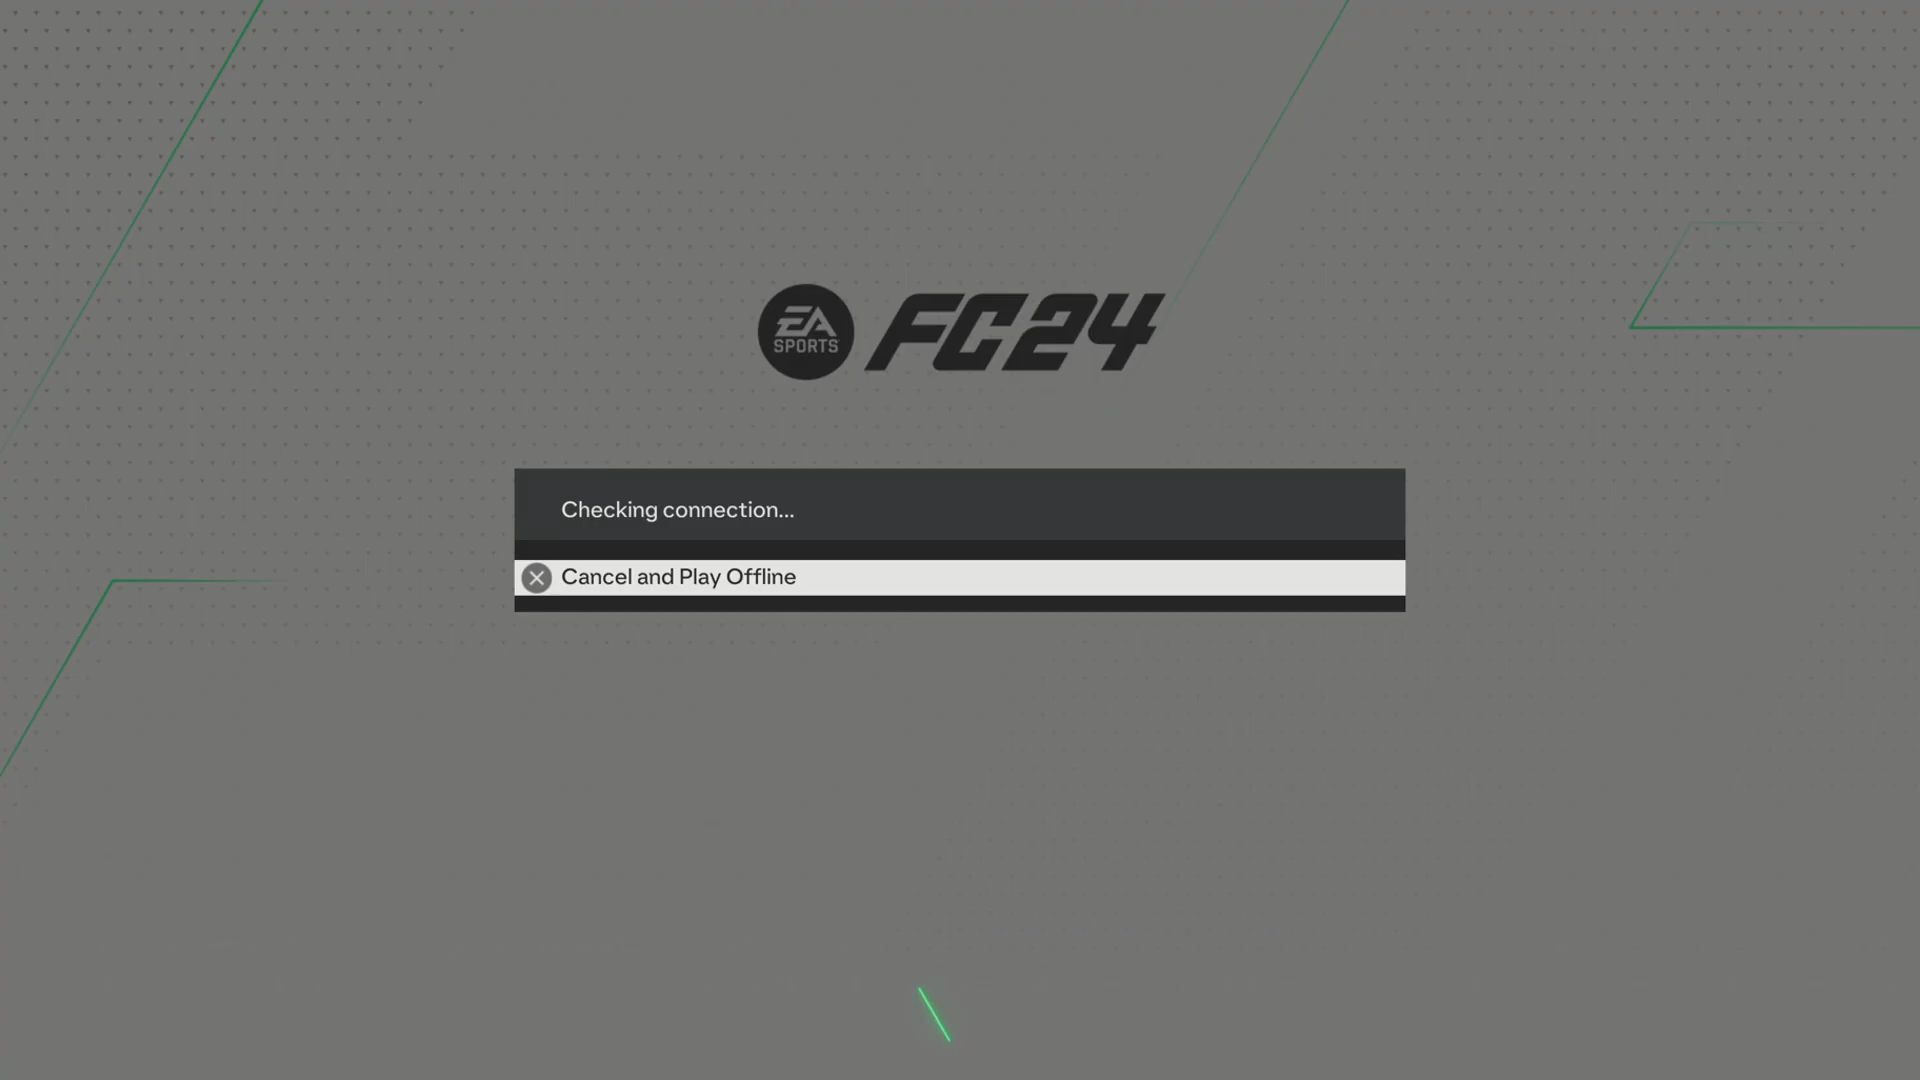 EA
SPORTS
FC24
Checking connection...
Cancel and Play Offline